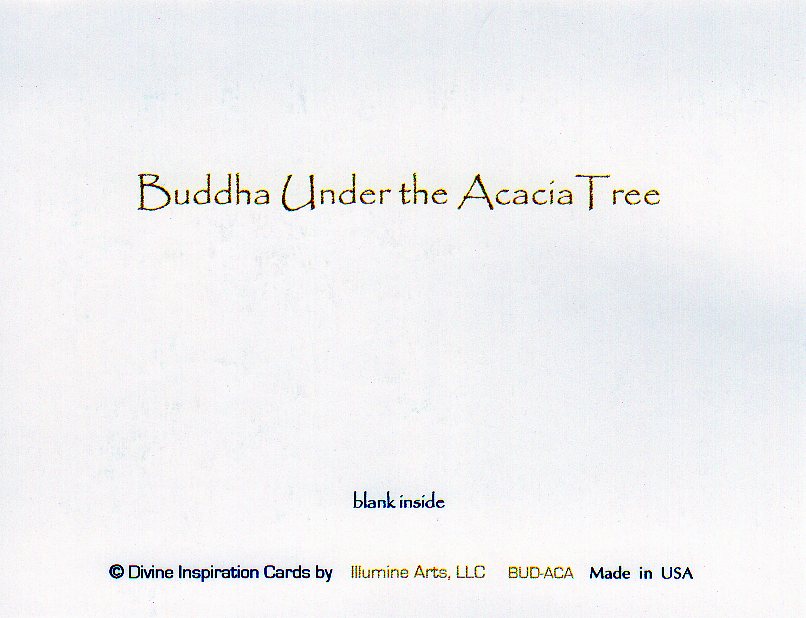 Buddha Under the Acacia Tree
blank inside
© Divine Inspiration Cards by Illumine Arts, LLC BUD-ACA Made in USA